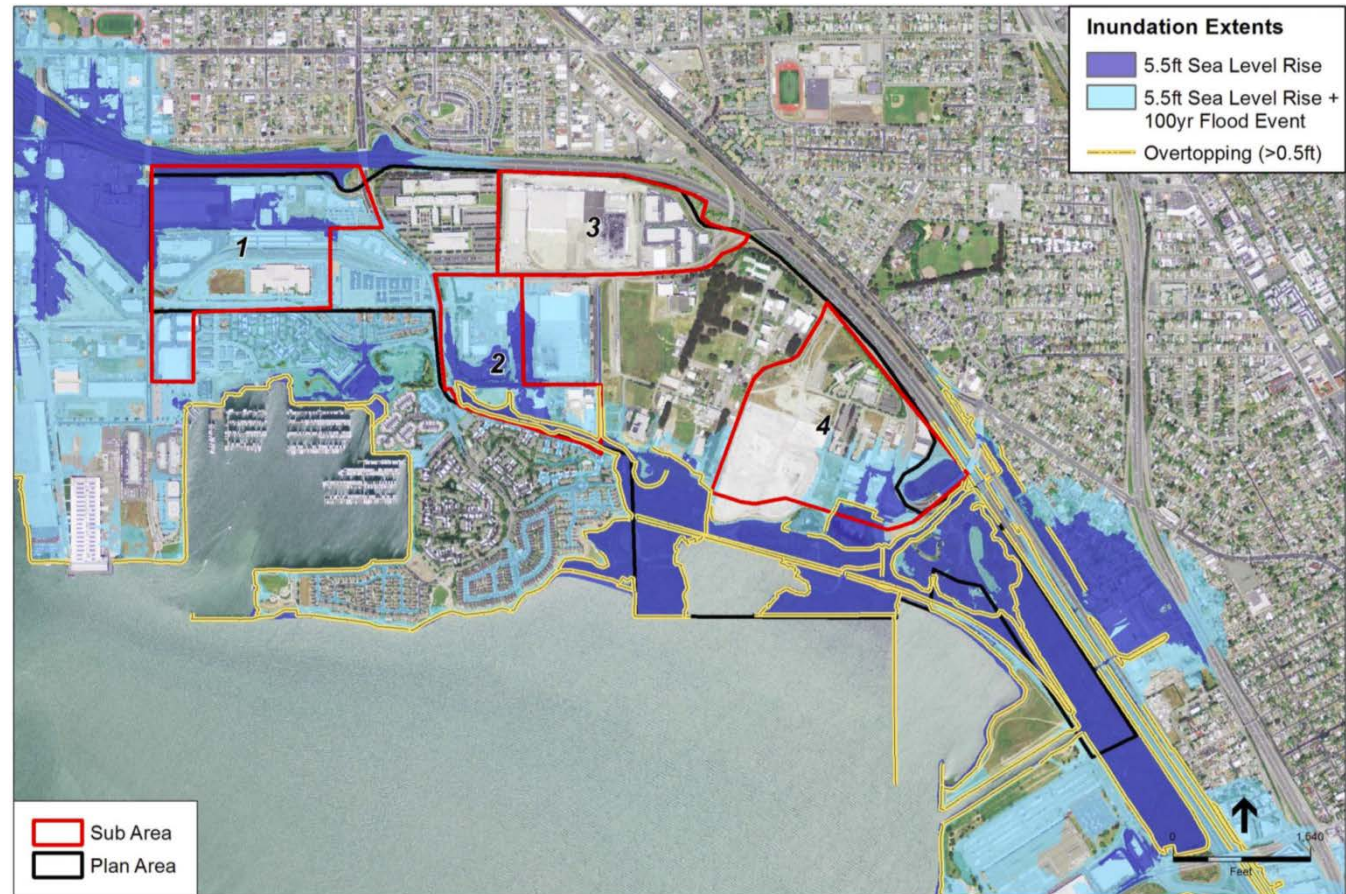 Inundation Extents
5.5ft Sea Level Rise
5.5ft Sea Level Rise +
100yr Flood Event
Overtopping (>0.5ft)
1
2
3
4
Sub Area
Plan Area
0 1,640
Feet